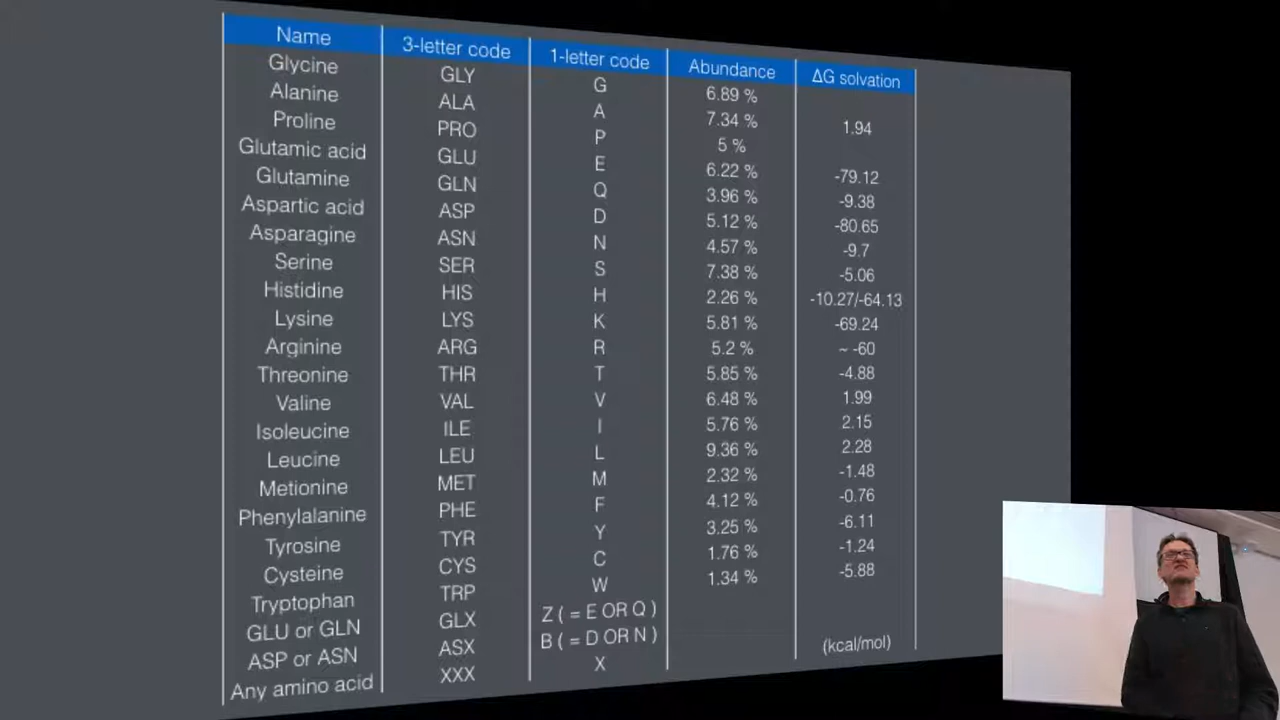 Name 3-letter code 1-letter code Abundance ΔG solvation
Glycine GLY G 6.89 %
Alanine ALA A 7.34 % 1.94
Proline PRO P 5 %
Glutamic acid GLU E 6.22 % -79.12
Glutamine GLN Q 3.96 % -9.38
Aspartic acid ASP D 5.12 % -80.65
Asparagine ASN N 4.57 % -9.7
Serine SER S 7.38 % -5.06
Histidine HIS H 2.26 % -10.27/-64.13
Lysine LYS K 5.81 % -69.24
Arginine ARG R 5.2 % ~ -60
Threonine THR T 5.85 % -4.88
Valine VAL V 6.48 % 1.99
Isoleucine ILE I 5.76 % 2.15
Leucine LEU L 9.36 % 2.28
Metionine MET M 2.32 % -1.48
Phenylalanine PHE F 4.12 % -0.76
Tyrosine TYR Y 3.25 % -6.11
Cysteine CYS C 1.76 % -1.24
Tryptophan TRP W 1.34 % -5.88
GLU or GLN GLX Z ( = E OR Q )
ASP or ASN ASX B ( = D OR N )
Any amino acid XXX X (kcal/mol)